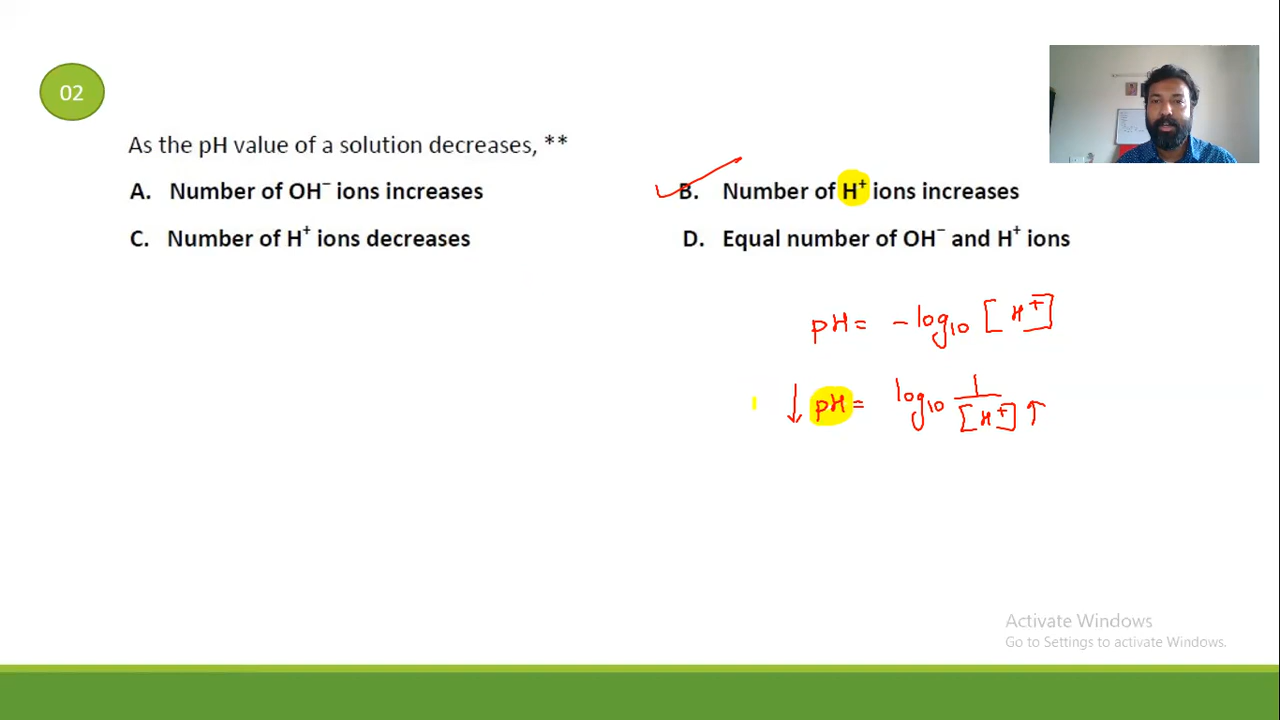 02
As the pH value of a solution decreases, **
A. Number of OH⁻ ions increases
B. Number of H⁺ ions increases
C. Number of H⁺ ions decreases
D. Equal number of OH⁻ and H⁺ ions
pH = - log₁₀ [H⁺]
↓ pH = log₁₀ 1/[H⁺] ↑
Activate Windows
Go to Settings to activate Windows.